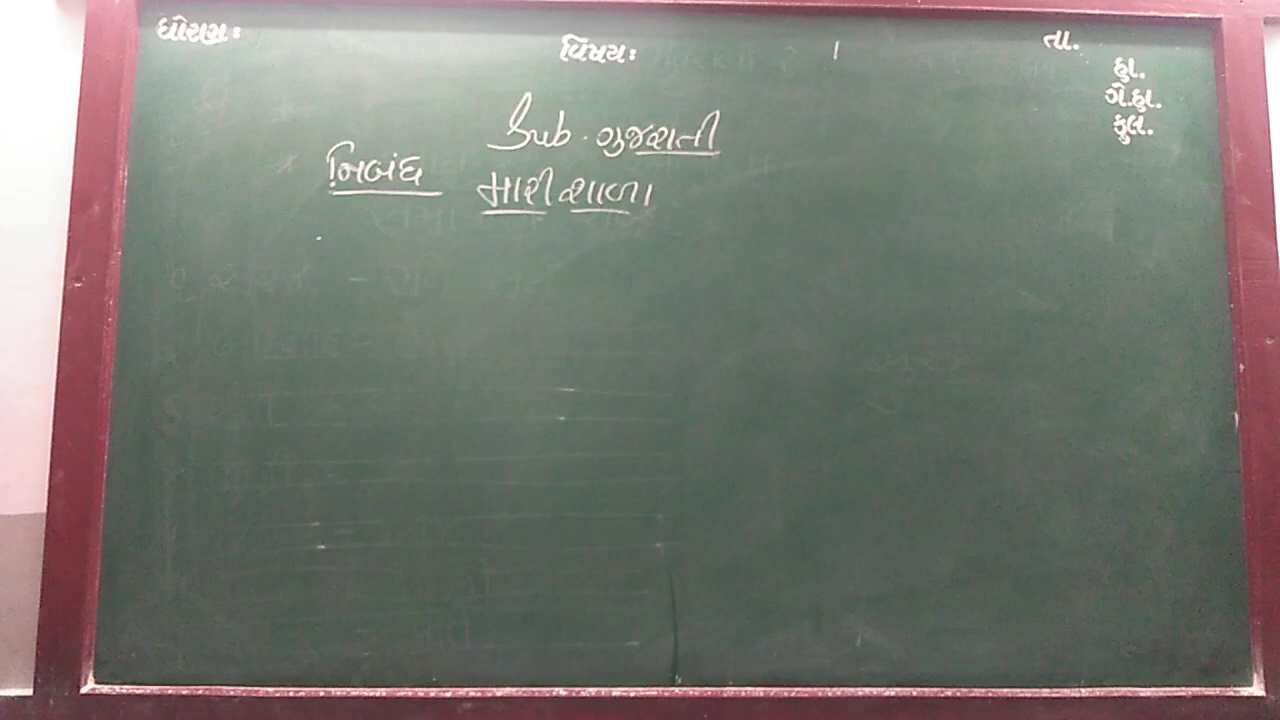 ધોરણઃ વિષયઃ તા.
હા.
ગે.હા.
કુલ.
Sub. ગુજરાતી
નિબંધ મારી શાળા